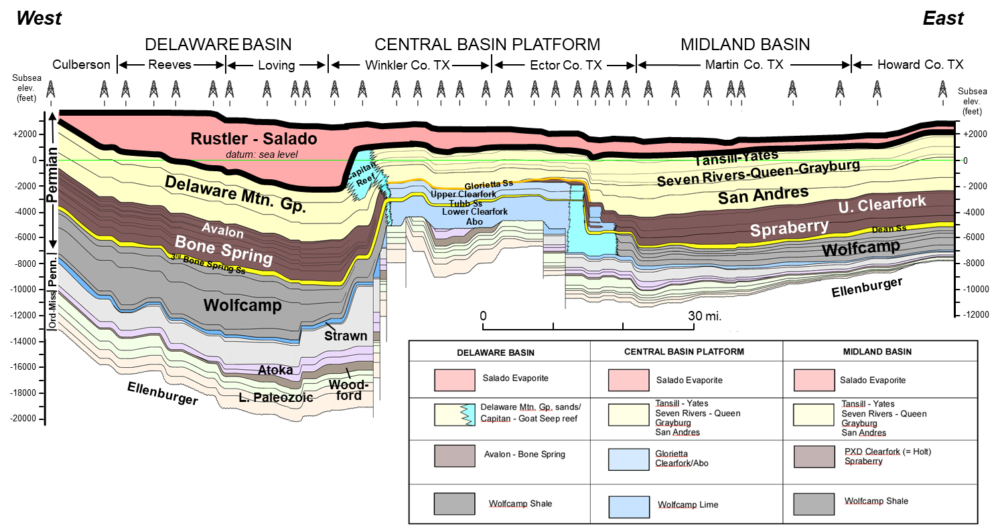 West
East
DELAWARE BASIN
CENTRAL BASIN PLATFORM
MIDLAND BASIN
Culberson
Reeves
Loving
Winkler Co. TX
Ector Co. TX
Martin Co. TX
Howard Co. TX
Subsea
elev.
(feet)
Subsea
elev.
(feet)
+2000
0
-2000
-4000
-6000
-8000
-10000
-12000
-14000
-16000
-18000
-20000
+2000
0
-2000
-4000
-6000
-8000
-10000
-12000
Permian
Penn.
Ord-Miss
Rustler - Salado
datum: sea level
Delaware Mtn. Gp.
Capitan
Reef
Avalon
Bone Spring
3rd Bone Spring Ss
Wolfcamp
Strawn
Atoka
Wood-
ford
L. Paleozoic
Ellenburger
Glorietta Ss
Upper Clearfork
Tubb Ss
Lower Clearfork
Abo
Tansill-Yates
Seven Rivers-Queen-Grayburg
San Andres
U. Clearfork
Spraberry
Dean Ss
Wolfcamp
Ellenburger
0
30 mi.
DELAWARE BASIN
CENTRAL BASIN PLATFORM
MIDLAND BASIN
Salado Evaporite
Salado Evaporite
Salado Evaporite
Delaware Mtn. Gp. sands/
Capitan - Goat Seep reef
Tansill - Yates
Seven Rivers - Queen
Grayburg
San Andres
Tansill - Yates
Seven Rivers - Queen
Grayburg
San Andres
Avalon - Bone Spring
Glorietta
Clearfork/Abo
PXD Clearfork (= Holt)
Spraberry
Wolfcamp Shale
Wolfcamp Lime
Wolfcamp Shale